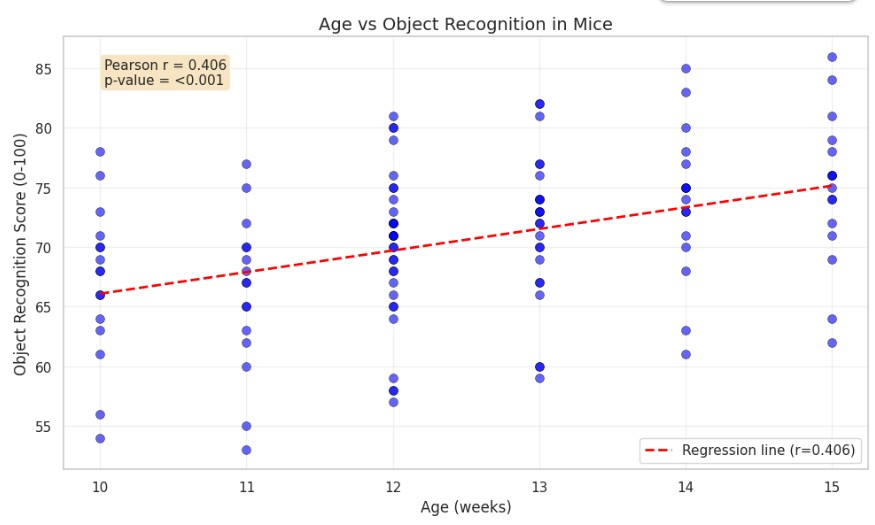 Age vs Object Recognition in Mice
Pearson r = 0.406
p-value = <0.001
Object Recognition Score (0-100)
85
80
75
70
65
60
55
Regression line (r=0.406)
10 11 12 13 14 15
Age (weeks)